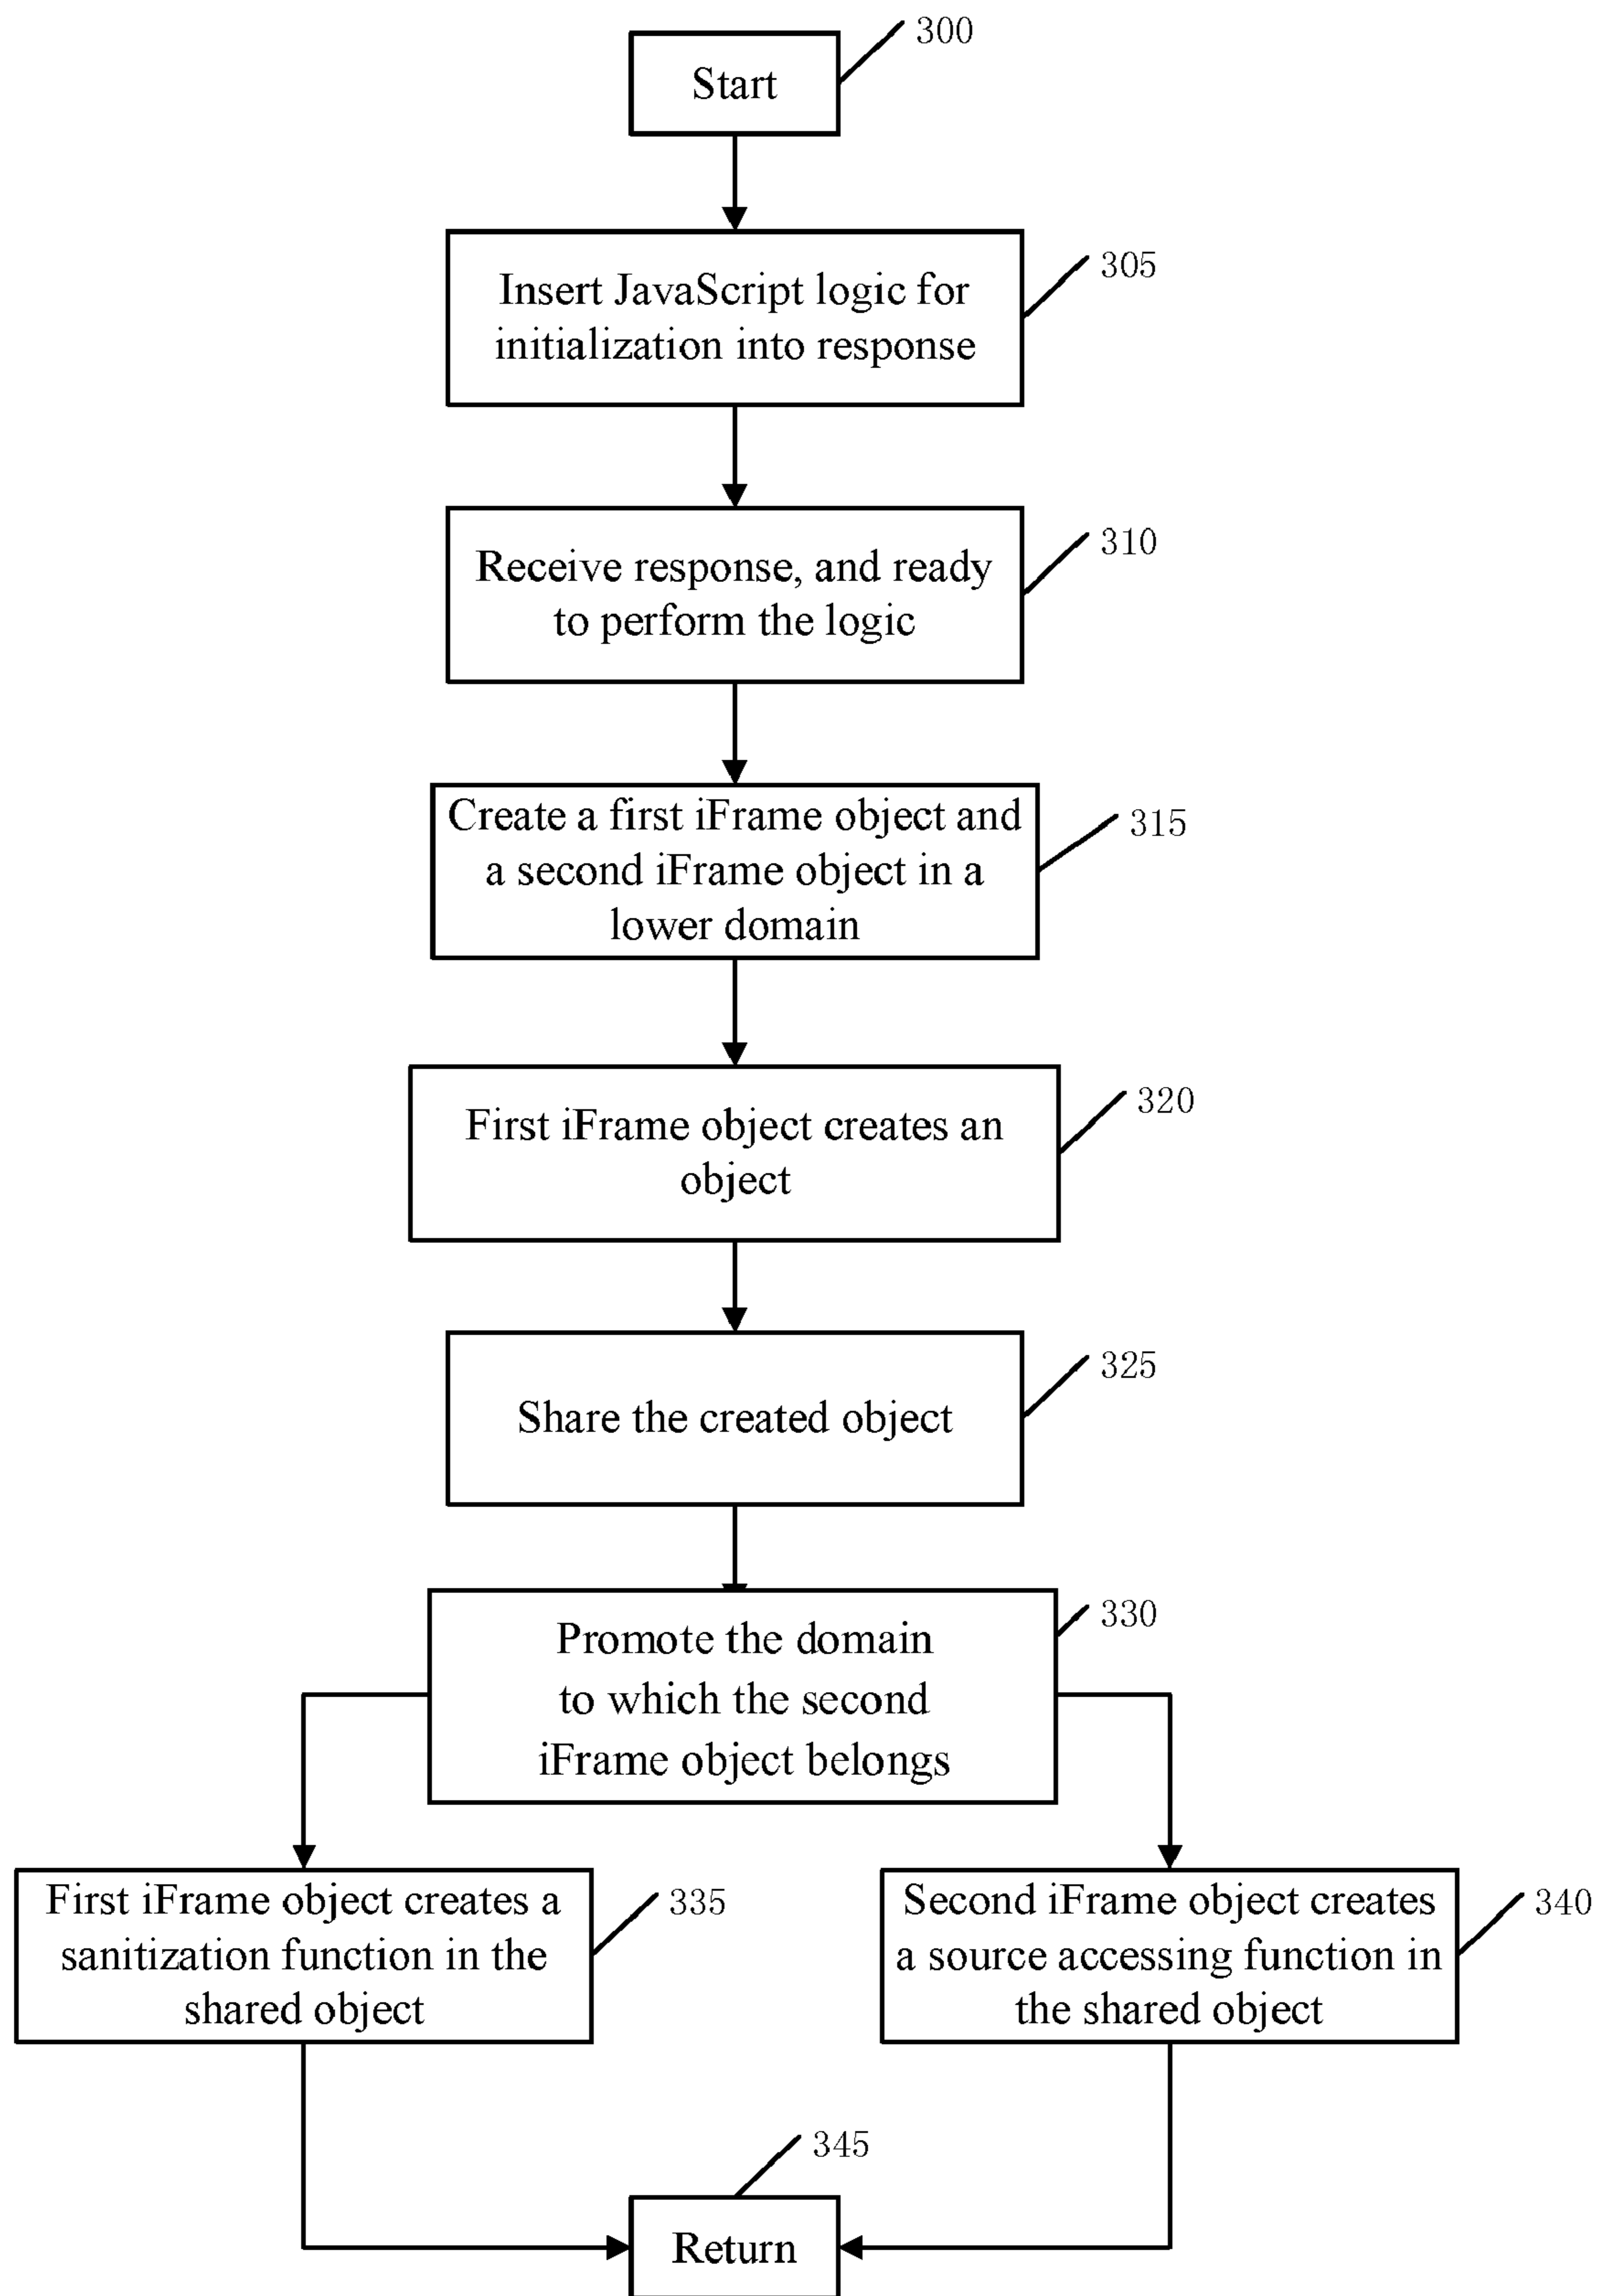 300
Start
305
Insert JavaScript logic for
initialization into response
310
Receive response, and ready
to perform the logic
315
Create a first iFrame object and
a second iFrame object in a
lower domain
320
First iFrame object creates an
object
325
Share the created object
330
Promote the domain
to which the second
iFrame object belongs
335
First iFrame object creates a
sanitization function in the
shared object
340
Second iFrame object creates
a source accessing function in
the shared object
345
Return